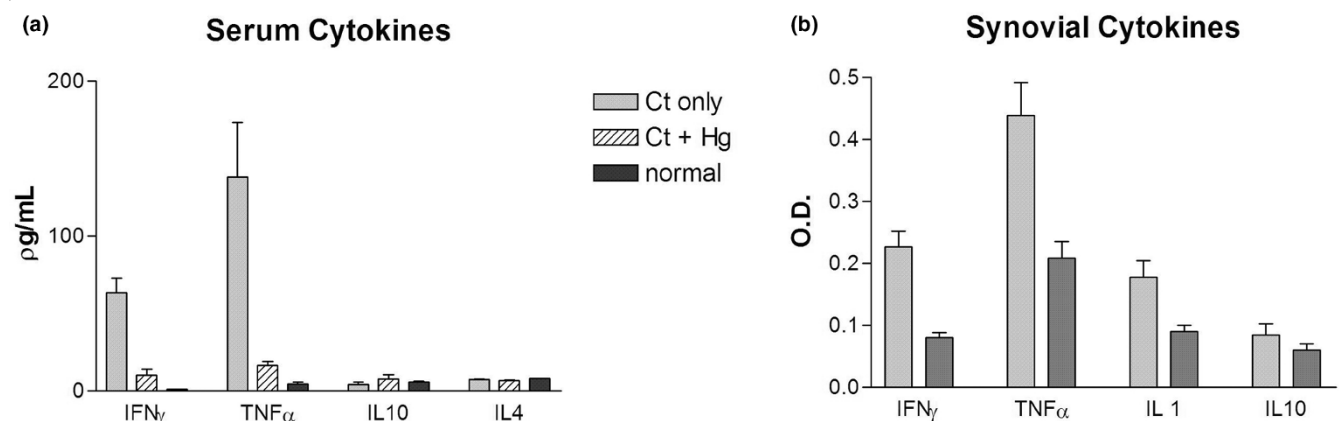 (a)
Serum Cytokines
200
100
0
ρg/mL
IFNγ TNFα IL10 IL4
Ct only
Ct + Hg
normal
(b)
Synovial Cytokines
0.5
0.4
0.3
0.2
0.1
0.0
O.D.
IFNγ TNFα IL 1 IL10